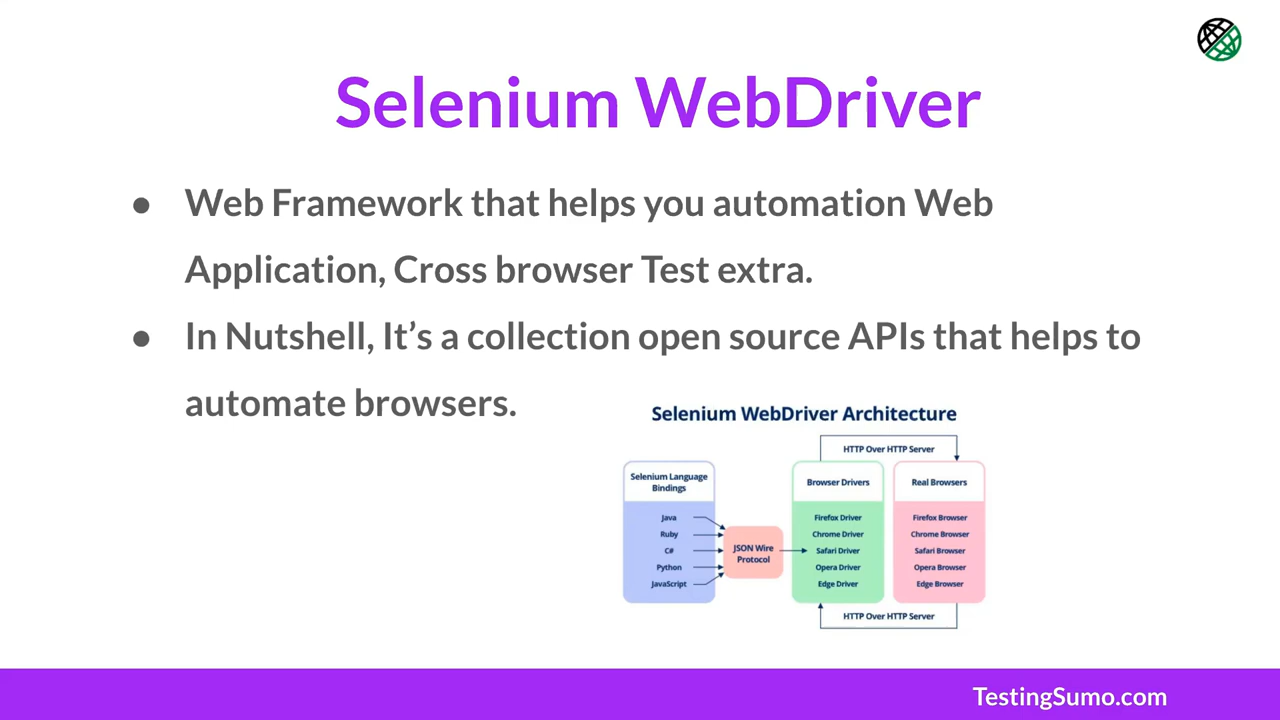 Selenium WebDriver
● Web Framework that helps you automation Web
Application, Cross browser Test extra.
● In Nutshell, It’s a collection open source APIs that helps to
automate browsers.
Selenium WebDriver Architecture
HTTP Over HTTP Server
Selenium Language
Bindings
Java
Ruby
C#
Python
JavaScript
JSON Wire
Protocol
Browser Drivers
Firefox Driver
Chrome Driver
Safari Driver
Opera Driver
Edge Driver
Real Browsers
Firefox Browser
Chrome Browser
Safari Browser
Opera Browser
Edge Browser
HTTP Over HTTP Server
TestingSumo.com